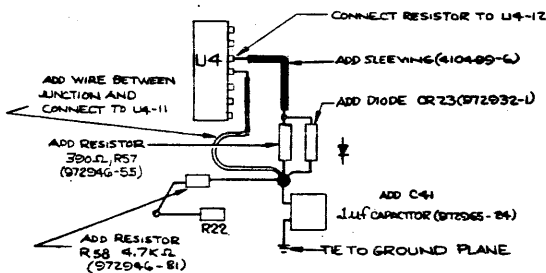 CONNECT RESISTOR TO U4-12
U4
ADD SLEEVING (410489-6)
ADD WIRE BETWEEN
JUNCTION AND
CONNECT TO U4-11
ADD DIODE CR23 (972932-1)
ADD RESISTOR
390Ω, R57
(972946-55)
ADD C41
.1uf CAPACITOR (972965-24)
R22
ADD RESISTOR
R58 4.7KΩ
(972946-81)
TIE TO GROUND PLANE